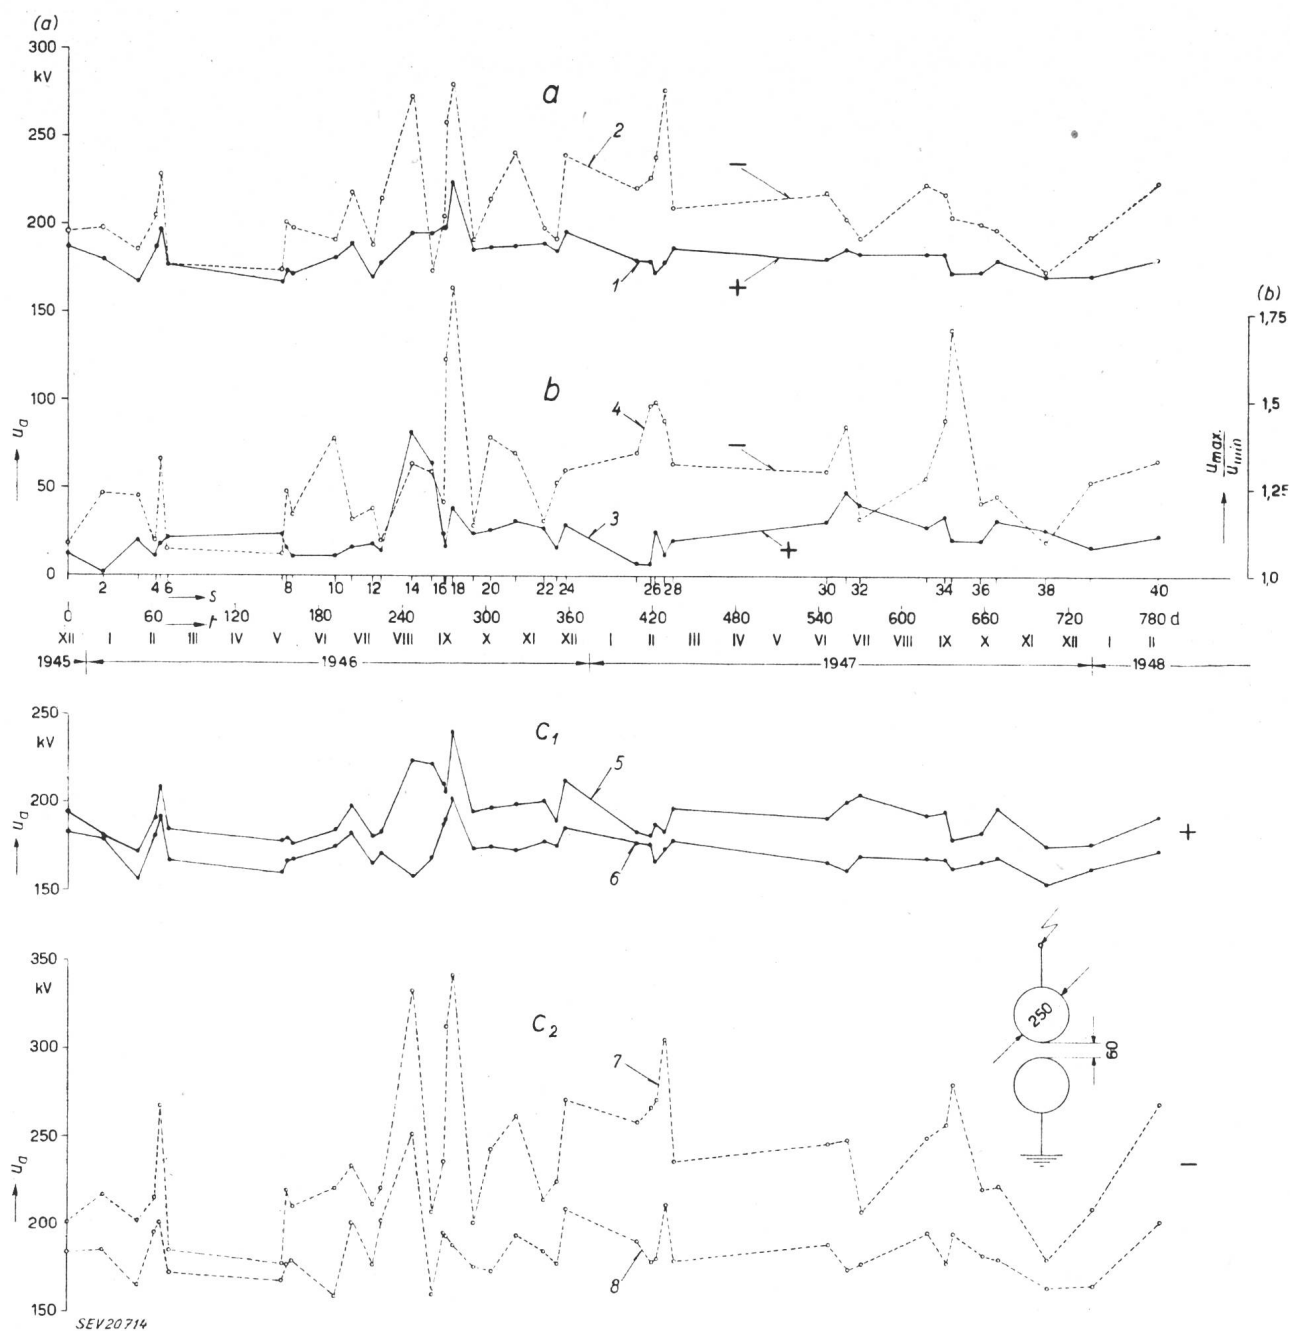 (a)
300
kV
a
250
2
−
200
1
+
150
(b)
1,75
100
b
4
1,5
u_a
−
u_max.
u_min
50
1,25
3
+
0
1,0
2 4 6 s 8 10 12 14 16 18 20 22 24 26 28 30 32 34 36 38 40
0 60 t 120 180 240 300 360 420 480 540 600 660 720 780 d
XII I II III IV V VI VII VIII IX X XI XII I II III IV V VI VII VIII IX X XI XII I II
1945 1946 1947 1948
250
kV
C₁
5
200
u_a
+
6
150
350
kV
250
C₂
60
300
7
250
u_a
−
200
8
150
SEV20714